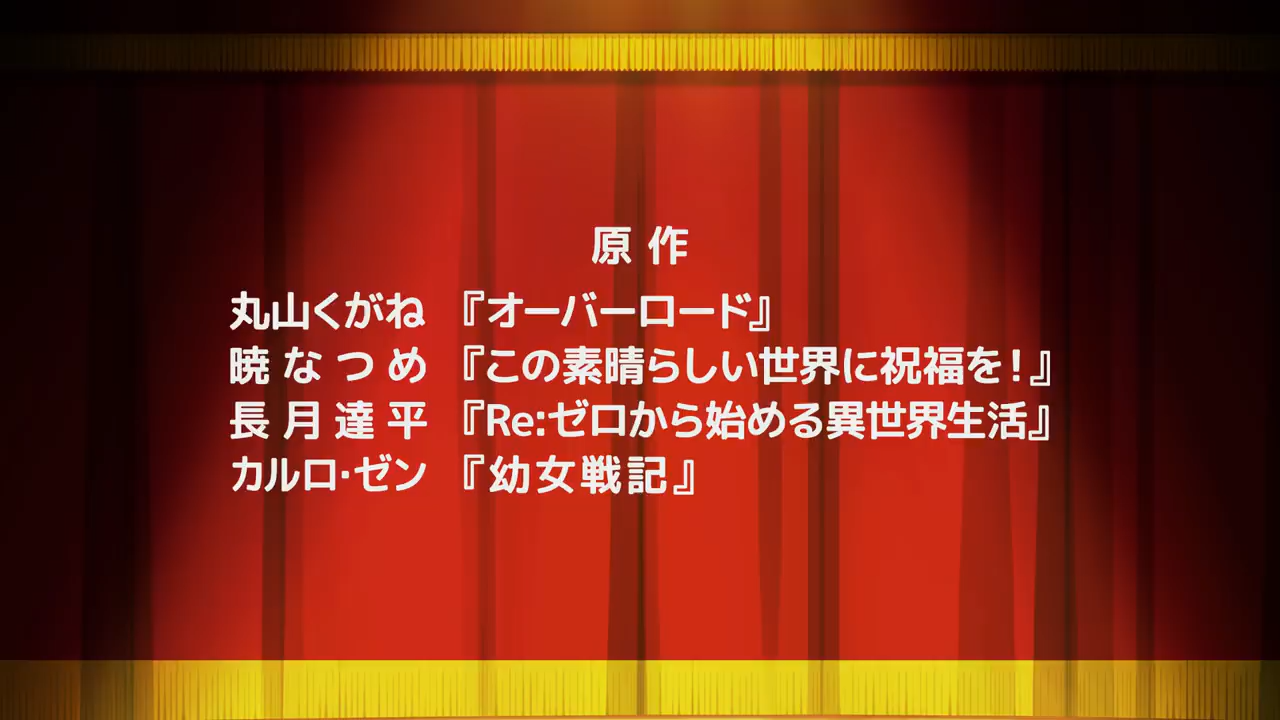 原作
丸山くがね 『オーバーロード』
暁なつめ 『この素晴らしい世界に祝福を！』
長月達平 『Re:ゼロから始める異世界生活』
カルロ・ゼン 『幼女戦記』